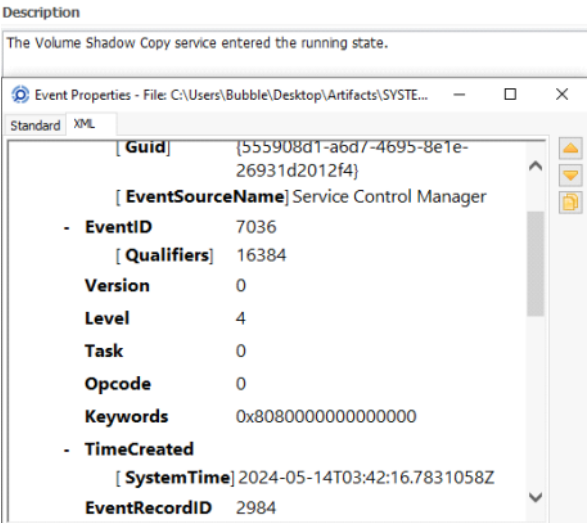 Description
The Volume Shadow Copy service entered the running state.
Event Properties - File: C:\Users\Bubble\Desktop\Artifacts\SYSTE...
Standard XML
[ Guid] {555908d1-a6d7-4695-8e1e-
26931d2012f4}
[ EventSourceName] Service Control Manager
- EventID 7036
[ Qualifiers] 16384
Version 0
Level 4
Task 0
Opcode 0
Keywords 0x8080000000000000
- TimeCreated
[ SystemTime] 2024-05-14T03:42:16.7831058Z
EventRecordID 2984